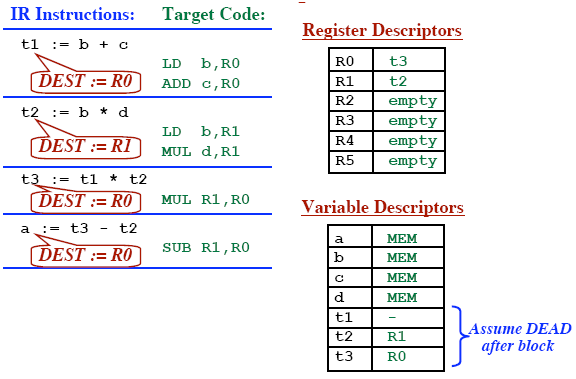 IR Instructions: Target Code:
t1 := b + c
DEST := R0
LD b,R0
ADD c,R0
t2 := b * d
DEST := R1
LD b,R1
MUL d,R1
t3 := t1 * t2
DEST := R0
MUL R1,R0
a := t3 - t2
DEST := R0
SUB R1,R0
Register Descriptors
R0 t3
R1 t2
R2 empty
R3 empty
R4 empty
R5 empty
Variable Descriptors
a MEM
b MEM
c MEM
d MEM
t1 -
t2 R1
t3 R0
Assume DEAD
after block